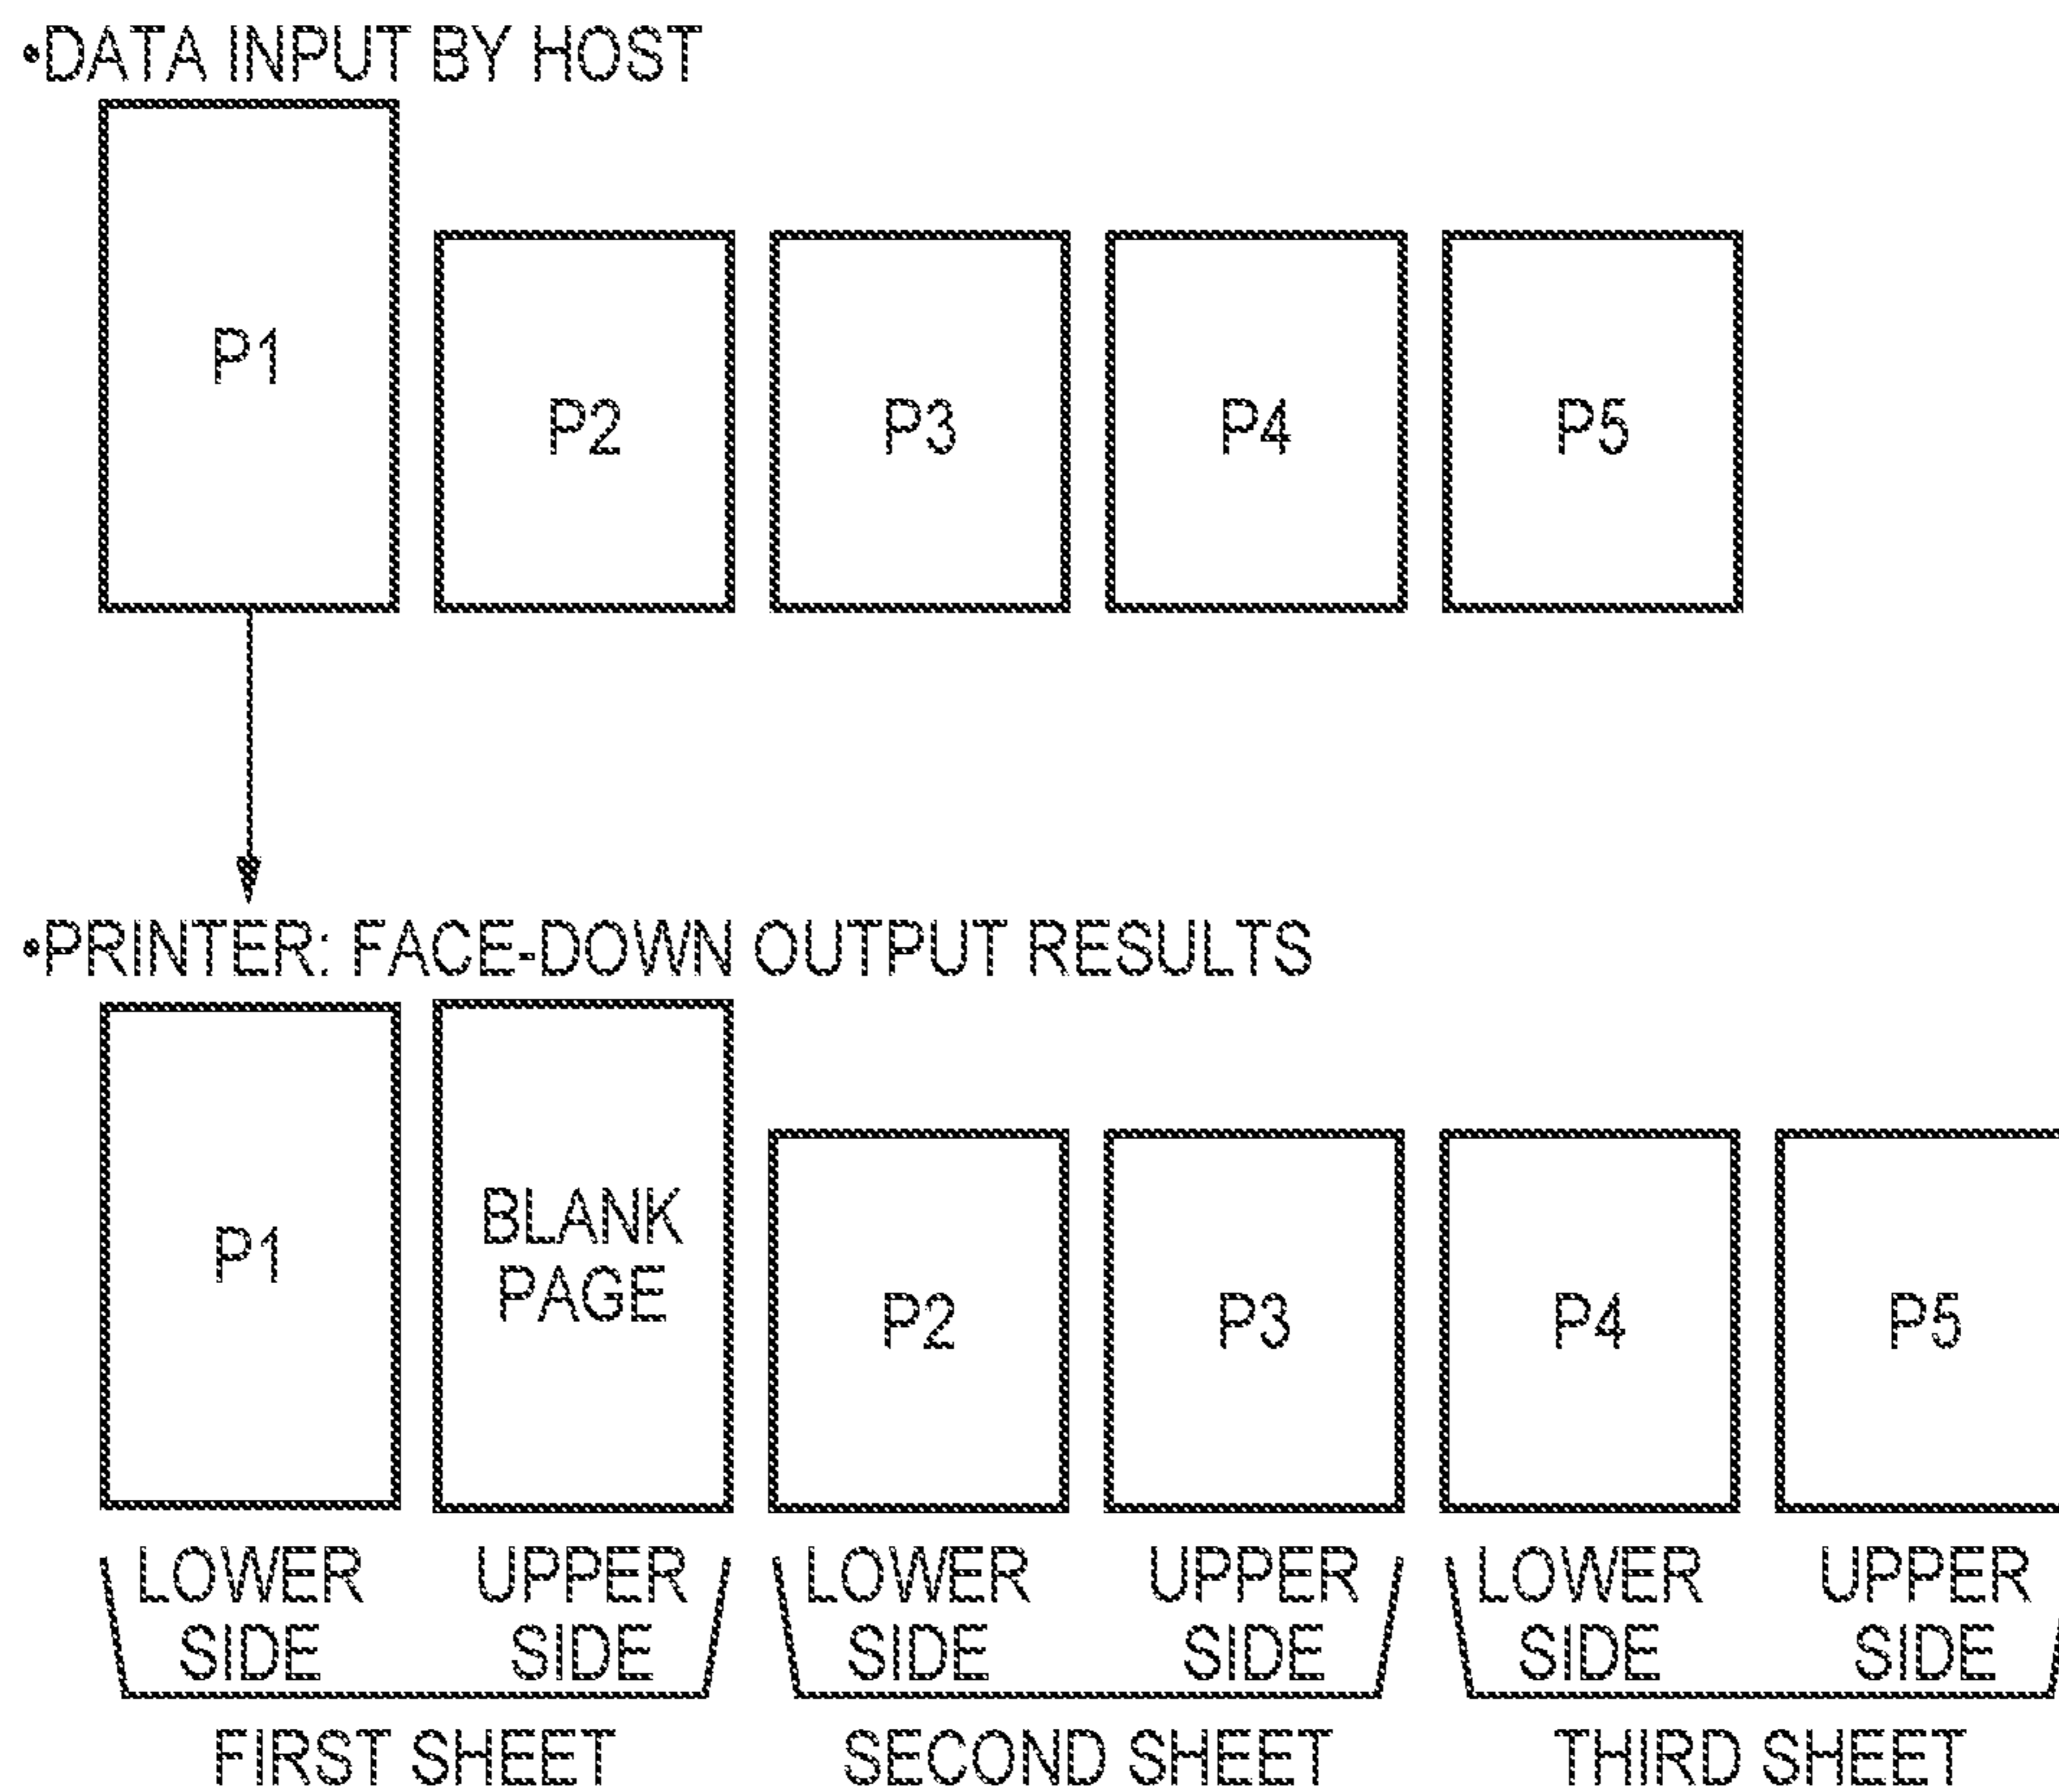 •DATA INPUT BY HOST
P1
P2
P3
P4
P5
•PRINTER: FACE-DOWN OUTPUT RESULTS
P1
BLANK
PAGE
P2
P3
P4
P5
LOWER
SIDE
UPPER
SIDE
LOWER
SIDE
UPPER
SIDE
LOWER
SIDE
UPPER
SIDE
FIRST SHEET
SECOND SHEET
THIRD SHEET